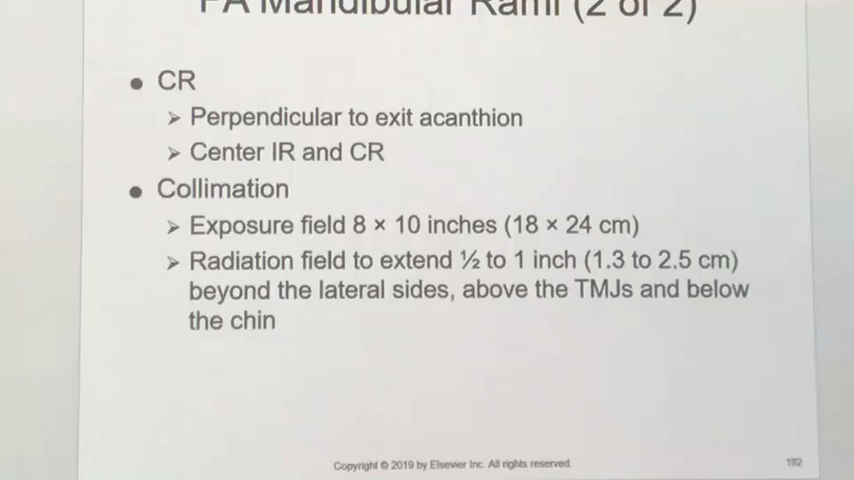 PA Mandibular Rami (2 of 2)
● CR
➢ Perpendicular to exit acanthion
➢ Center IR and CR
● Collimation
➢ Exposure field 8 × 10 inches (18 × 24 cm)
➢ Radiation field to extend ½ to 1 inch (1.3 to 2.5 cm)
beyond the lateral sides, above the TMJs and below
the chin
Copyright © 2019 by Elsevier Inc. All rights reserved.
192